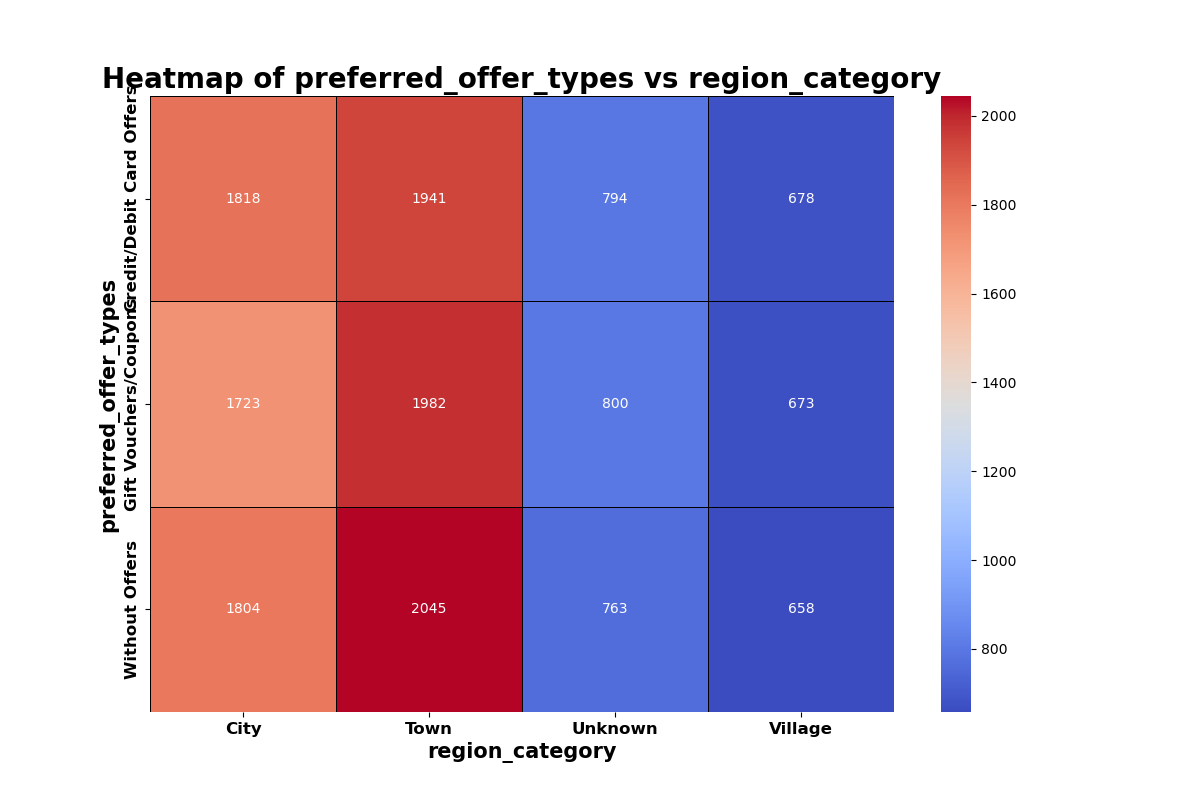 Heatmap of preferred_offer_types vs region_category
preferred_offer_types
Credit/Debit Card Offers
1818 1941 794 678
Gift Vouchers/Coupons
1723 1982 800 673
Without Offers
1804 2045 763 658
City Town Unknown Village
region_category
2000
1800
1600
1400
1200
1000
800